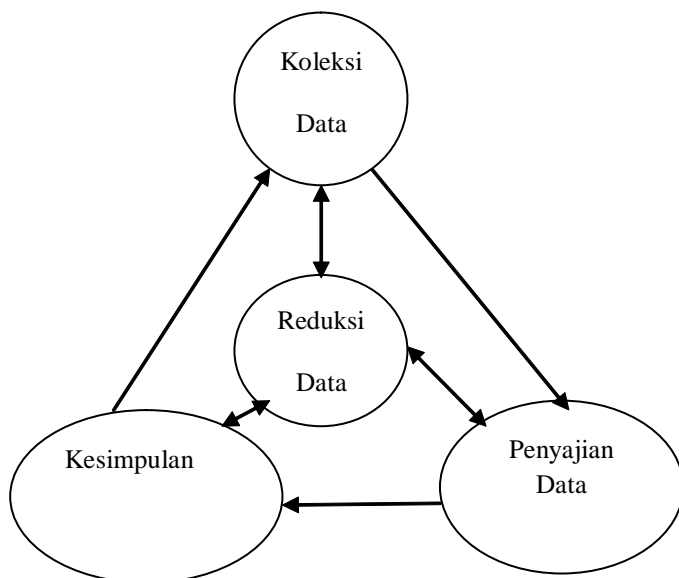 Koleksi
Data
Reduksi
Data
Kesimpulan
Penyajian
Data